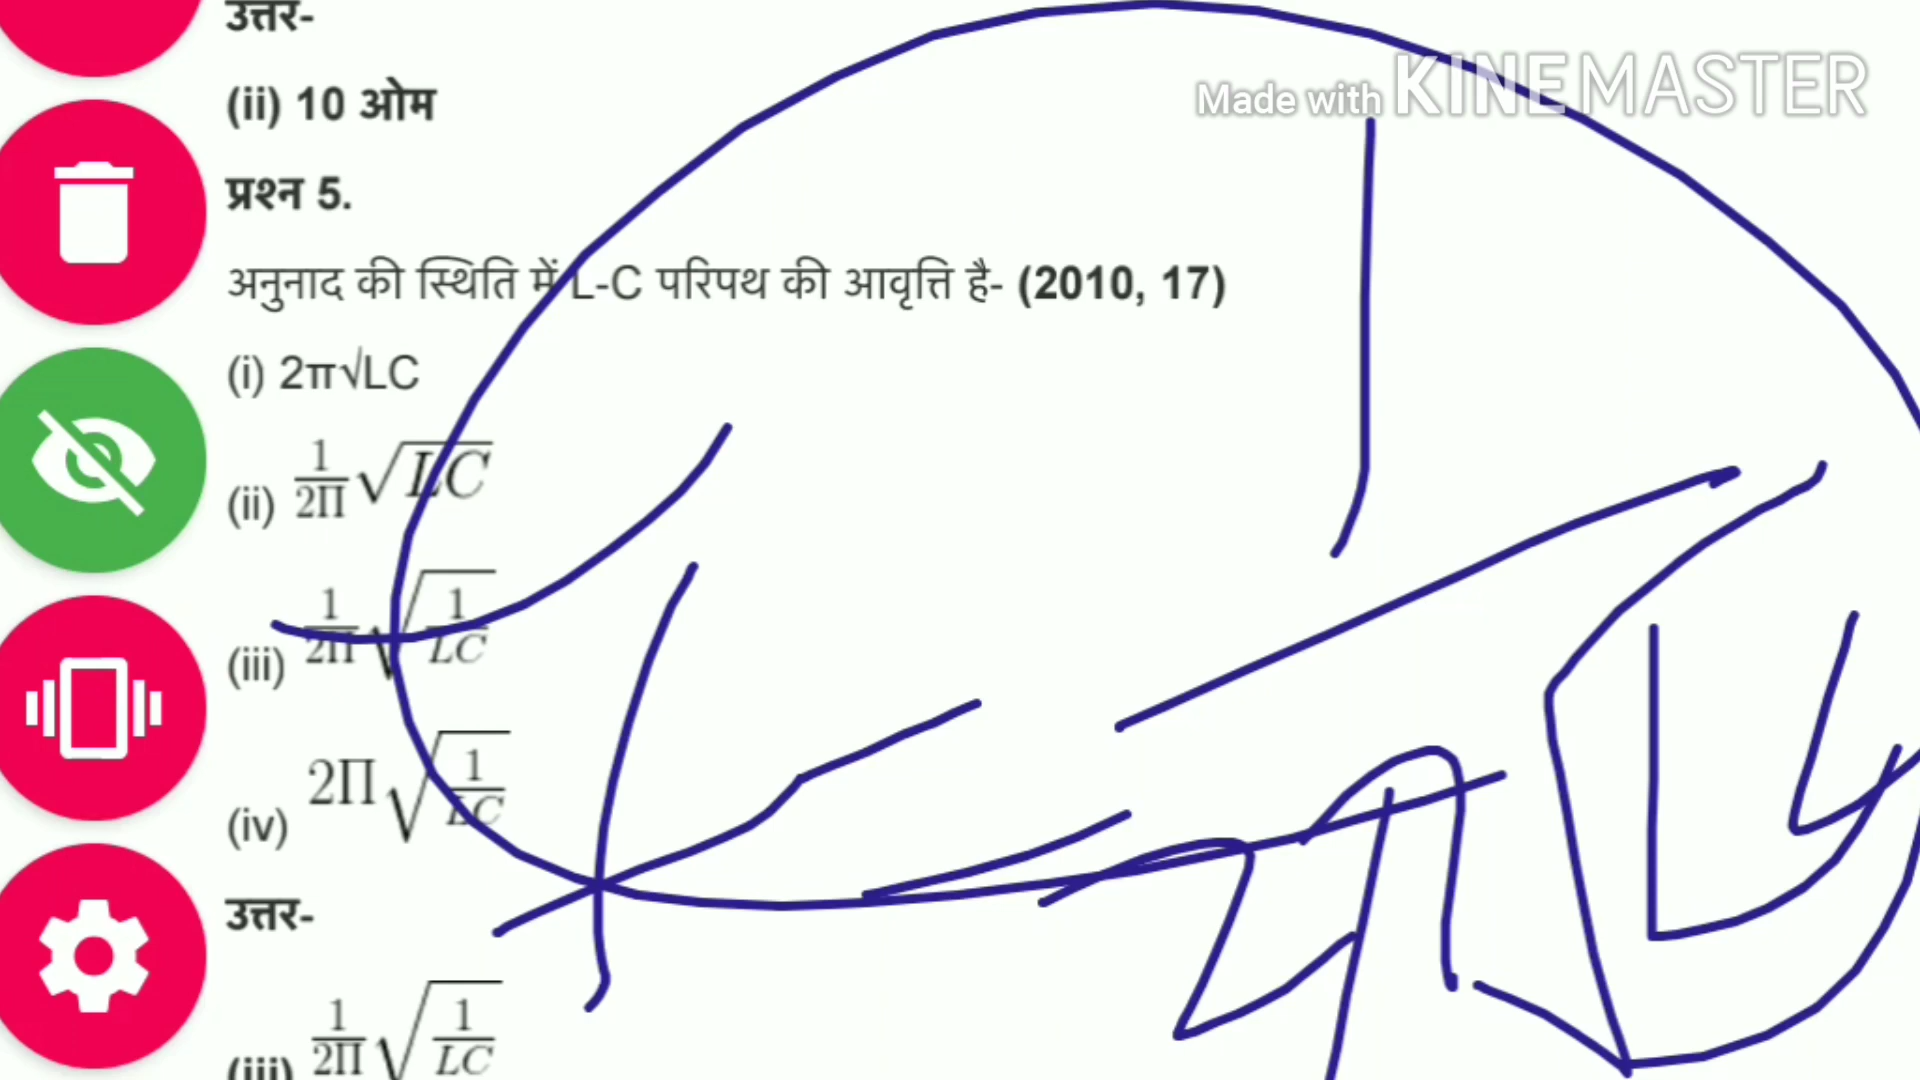 उत्तर-
(ii) 10 ओम
Made with KINEMASTER
प्रश्न 5.
अनुनाद की स्थिति में L-C परिपथ की आवृत्ति है- (2010, 17)
(i) 2π√LC
(ii) 1/2Π √LC
(iii) 1/2Π √1/LC
(iv) 2Π √1/LC
उत्तर-
(iii) 1/2Π √1/LC